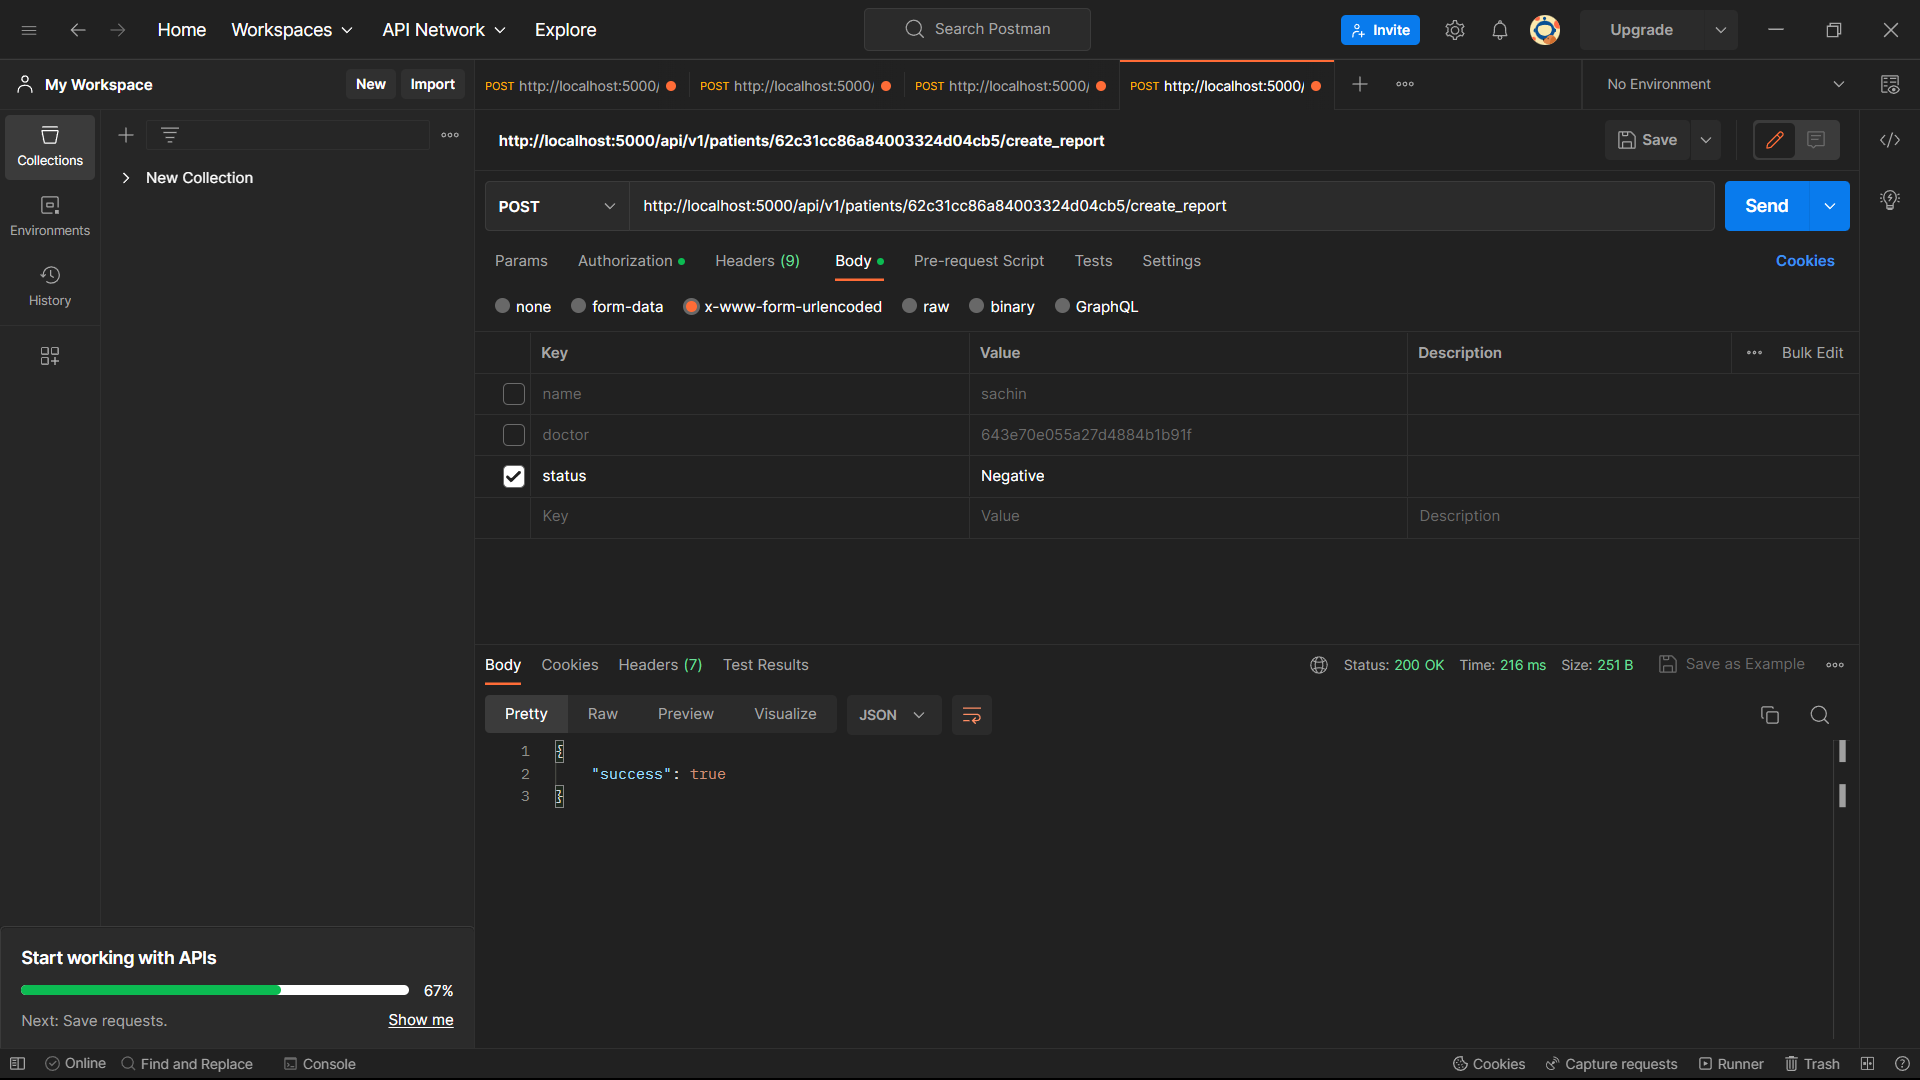 Home Workspaces API Network Explore Search Postman Invite Upgrade
My Workspace New Import POST http://localhost:5000/ POST http://localhost:5000/ POST http://localhost:5000/ POST http://localhost:5000/ No Environment
Collections
Environments
History
New Collection
http://localhost:5000/api/v1/patients/62c31cc86a84003324d04cb5/create_report Save
POST http://localhost:5000/api/v1/patients/62c31cc86a84003324d04cb5/create_report Send
Params Authorization Headers (9) Body Pre-request Script Tests Settings Cookies
none form-data x-www-form-urlencoded raw binary GraphQL
Key Value Description Bulk Edit
name sachin
doctor 643e70e055a27d4884b1b91f
status Negative
Key Value Description
Body Cookies Headers (7) Test Results Status: 200 OK Time: 216 ms Size: 251 B Save as Example
Pretty Raw Preview Visualize JSON
1 {
2 "success": true
3 }
Start working with APIs
67%
Next: Save requests. Show me
Online Find and Replace Console Cookies Capture requests Runner Trash